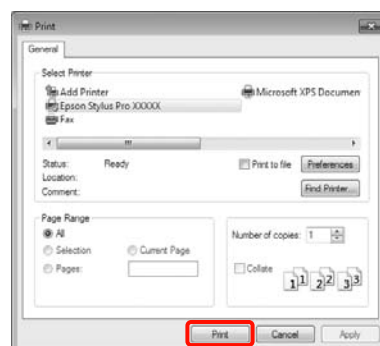 Print
General
Select Printer
Add Printer Microsoft XPS Documen
Epson Stylus Pro XXXXX
Fax
Status: Ready Print to file Preferences
Location:
Comment: Find Printer...
Page Range
All Number of copies: 1
Selection Current Page
Pages: Collate
1 1 2 2 3 3
Print Cancel Apply